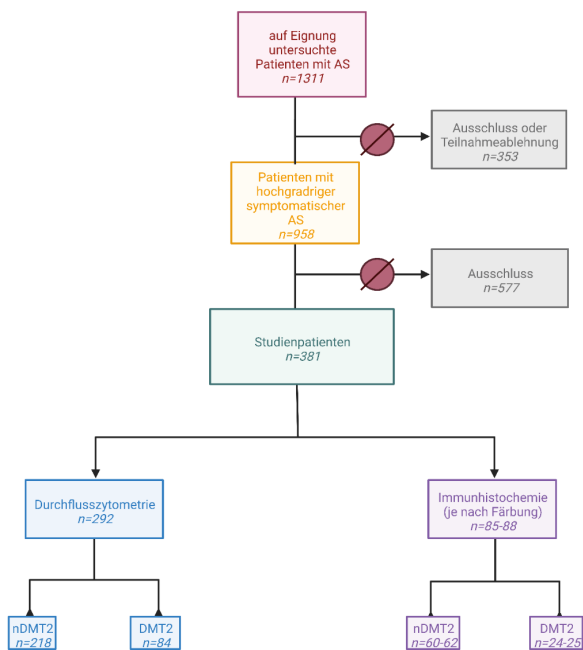 auf Eignung
untersuchte
Patienten mit AS
n=1311
Ausschluss oder
Teilnahmeablehnung
n=353
Patienten mit
hochgradriger
symptomatischer
AS
n=958
Ausschluss
n=577
Studienpatienten
n=381
Durchflusszytometrie
n=292
Immunhistochemie
(je nach Färbung)
n=85-88
nDMT2
n=218
DMT2
n=84
nDMT2
n=60-62
DMT2
n=24-25